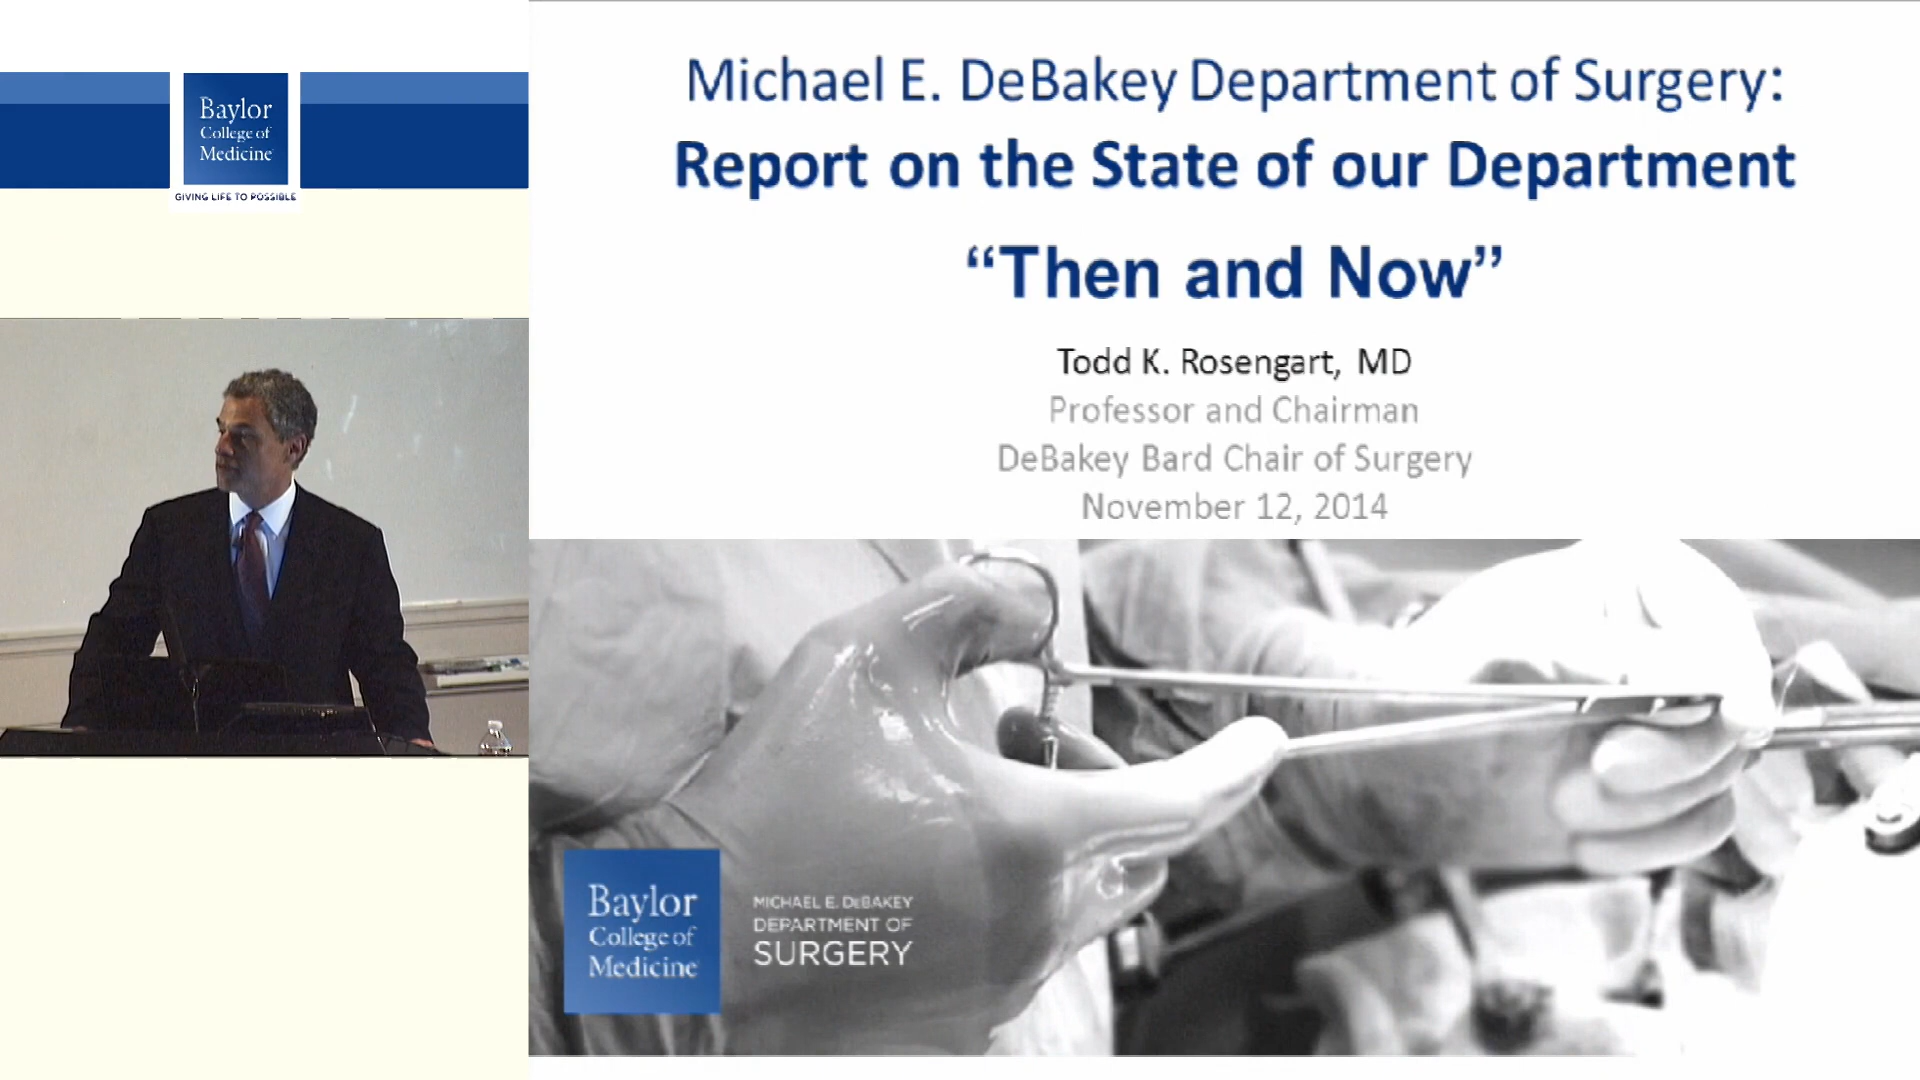 Baylor
College of
Medicine
GIVING LIFE TO POSSIBLE
Michael E. DeBakey Department of Surgery:
Report on the State of our Department
“Then and Now”
Todd K. Rosengart, MD
Professor and Chairman
DeBakey Bard Chair of Surgery
November 12, 2014
Baylor
College of
Medicine
MICHAEL E. DEBAKEY
DEPARTMENT OF
SURGERY